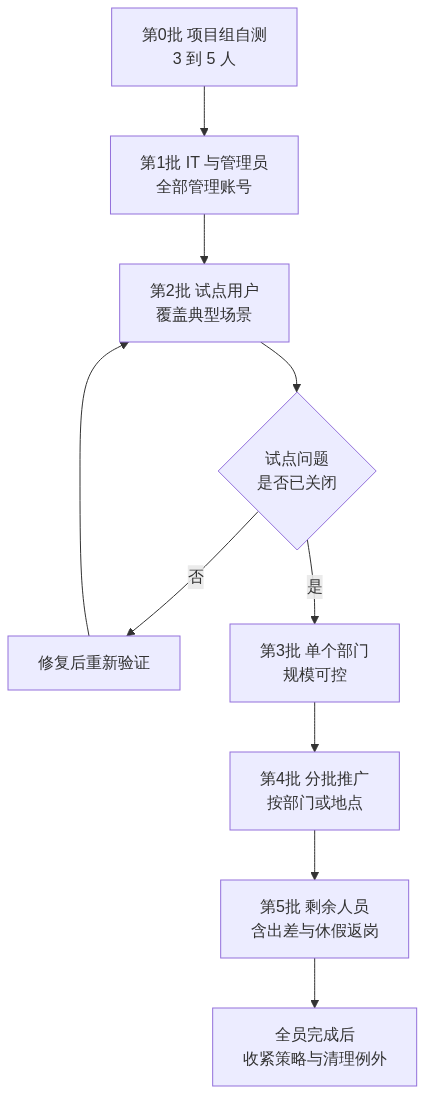 第0批 项目组自测
3 到 5 人
第1批 IT 与管理员
全部管理账号
第2批 试点用户
覆盖典型场景
试点问题
是否已关闭
否
是
修复后重新验证
第3批 单个部门
规模可控
第4批 分批推广
按部门或地点
第5批 剩余人员
含出差与休假返岗
全员完成后
收紧策略与清理例外